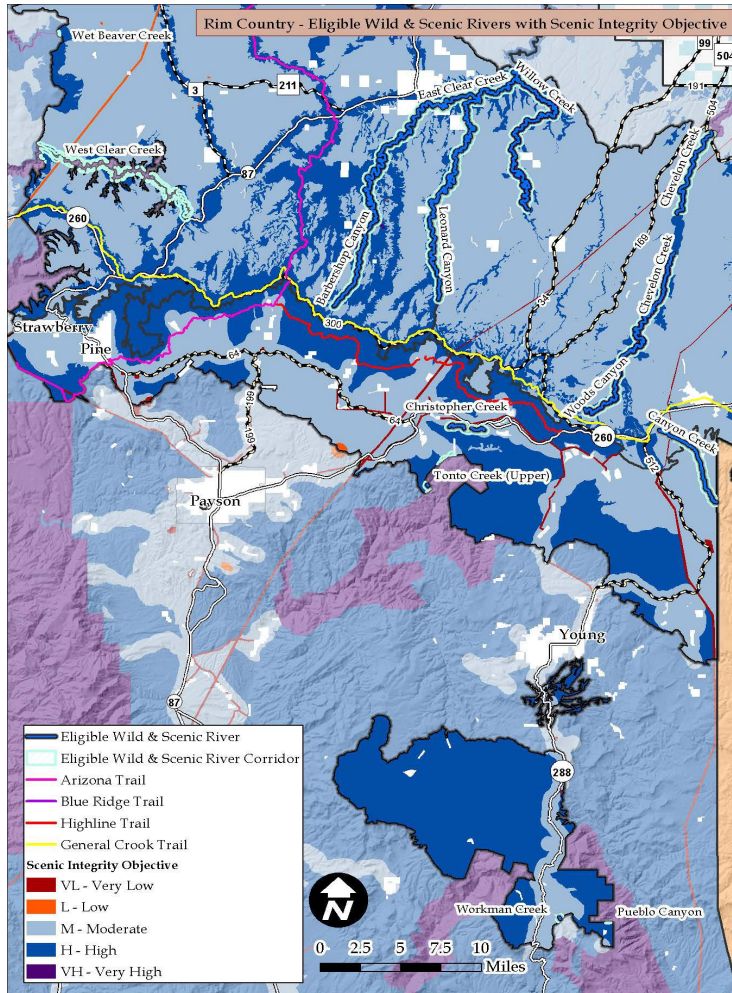 Rim Country - Eligible Wild & Scenic Rivers with Scenic Integrity Objective
Wet Beaver Creek
99
504
3
211
191
East Clear Creek
Willow Creek
504
West Clear Creek
87
Chevelon Creek
260
Barbershop Canyon
Leonard Canyon
169
34
Chevelon Creek
300
Strawberry
Pine
64
Woods Canyon
199
Christopher Creek
64
260
Canyon Creek
199
512
Tonto Creek (Upper)
Payson
Young
87
288
Eligible Wild & Scenic River
Eligible Wild & Scenic River Corridor
Arizona Trail
Blue Ridge Trail
Highline Trail
General Crook Trail
Scenic Integrity Objective
VL - Very Low
L - Low
M - Moderate
H - High
VH - Very High
N
Workman Creek
Pueblo Canyon
0 2.5 5 7.5 10
Miles